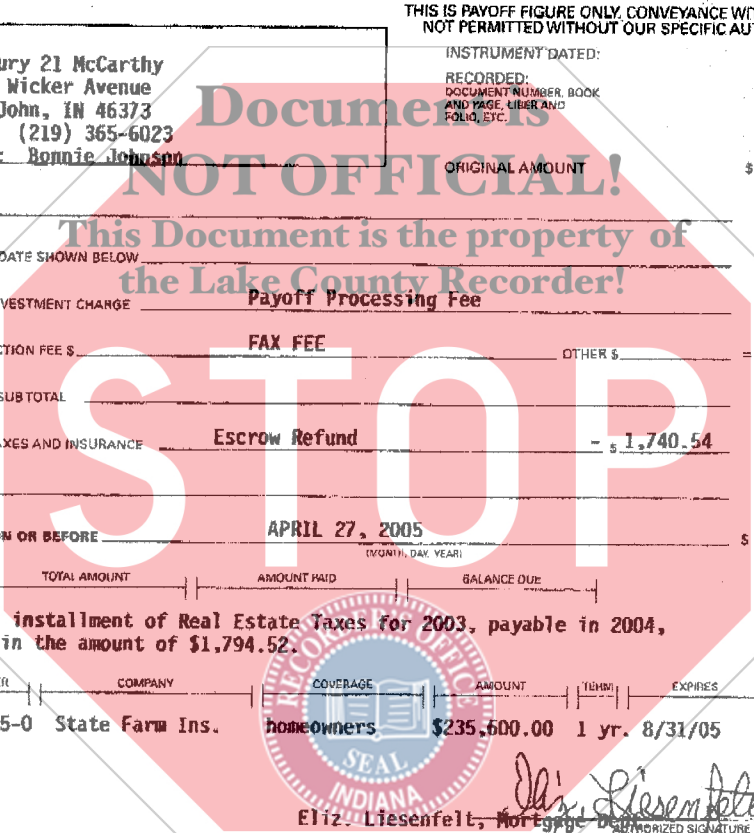 THIS IS PAYOFF FIGURE ONLY. CONVEYANCE
NOT PERMITTED WITHOUT OUR SPECIFIC
INSTRUMENT DATED:
ury 21 McCarthy
Wicker Avenue
John, IN 46373
(219) 365-6023
: Bonnie Johnson
RECORDED:
DOCUMENT NUMBER, BOOK
AND PAGE, LIBER AND
FOLIO, ETC.
ORIGINAL AMOUNT $
Document is
NOT OFFICIAL!
This Document is the property of
the Lake County Recorder!
DATE SHOWN BELOW
VESTMENT CHARGE Payoff Processing Fee
CTION FEE $ FAX FEE OTHER $ =
SUBTOTAL
AXES AND INSURANCE Escrow Refund - $ 1,740.54
STOP
N OR BEFORE APRIL 27, 2005 $
(MONTH, DAY, YEAR)
TOTAL AMOUNT AMOUNT PAID BALANCE DUE
installment of Real Estate Taxes for 2003, payable in 2004,
in the amount of $1,794.52.
R COMPANY COVERAGE AMOUNT TERM EXPIRES
5-0 State Farm Ins. homeowners $235,600.00 1 yr. 8/31/05
RECORDER'S OFFICE
SEAL
INDIANA
Eliz. Liesenfelt
Eliz. Liesenfelt, Mortgage Dept.
AUTHORIZED SIGNATURE